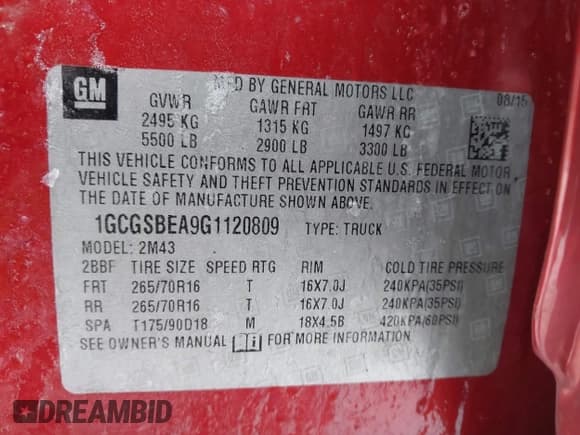 GM
MFD BY GENERAL MOTORS LLC 08/15
GVWR GAWR FRT GAWR RR
2495 KG 1315 KG 1497 KG
5500 LB 2900 LB 3300 LB
THIS VEHICLE CONFORMS TO ALL APPLICABLE U.S. FEDERAL MOTOR
VEHICLE SAFETY AND THEFT PREVENTION STANDARDS IN EFFECT ON
THE DATE OF MANUFACTURE SHOWN ABOVE.
1GCGSBEA9G1120809 TYPE: TRUCK
MODEL: 2M43
2BBF TIRE SIZE SPEED RTG RIM COLD TIRE PRESSURE
FRT 265/70R16 T 16X7.0J 240KPA(35PSI)
RR 265/70R16 T 16X7.0J 240KPA(35PSI)
SPA T175/90D18 M 18X4.5B 420KPA(60PSI)
SEE OWNER'S MANUAL FOR MORE INFORMATION
DREAMBID